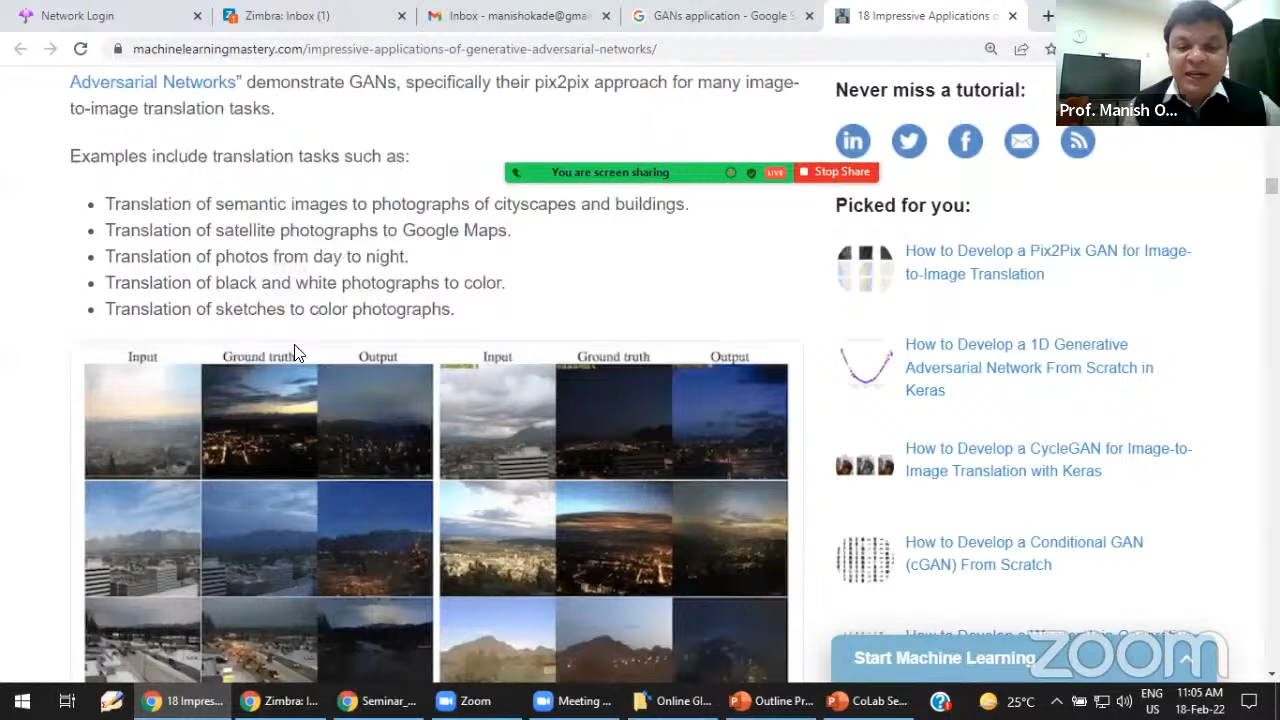 Network Login
Zimbra: Inbox (1)
Inbox - manishokade@gmai
GANs application - Google S
18 Impressive Applications o
machinelearningmastery.com/impressive-applications-of-generative-adversarial-networks/
Prof. Manish O...
Adversarial Networks" demonstrate GANs, specifically their pix2pix approach for many image-
to-image translation tasks.
Examples include translation tasks such as:
You are screen sharing
LIVE
Stop Share
Translation of semantic images to photographs of cityscapes and buildings.
Translation of satellite photographs to Google Maps.
Translation of photos from day to night.
Translation of black and white photographs to color.
Translation of sketches to color photographs.
Input Ground truth Output Input Ground truth Output
Never miss a tutorial:
Picked for you:
How to Develop a Pix2Pix GAN for Image-
to-Image Translation
How to Develop a 1D Generative
Adversarial Network From Scratch in
Keras
How to Develop a CycleGAN for Image-to-
Image Translation with Keras
How to Develop a Conditional GAN
(cGAN) From Scratch
Start Machine Learning
zoom
18 Impres...
Zimbra: I...
Seminar_...
Zoom
Meeting ...
Online Gl...
Outline Pr...
CoLab Se...
25°C
ENG
US
11:05 AM
18-Feb-22